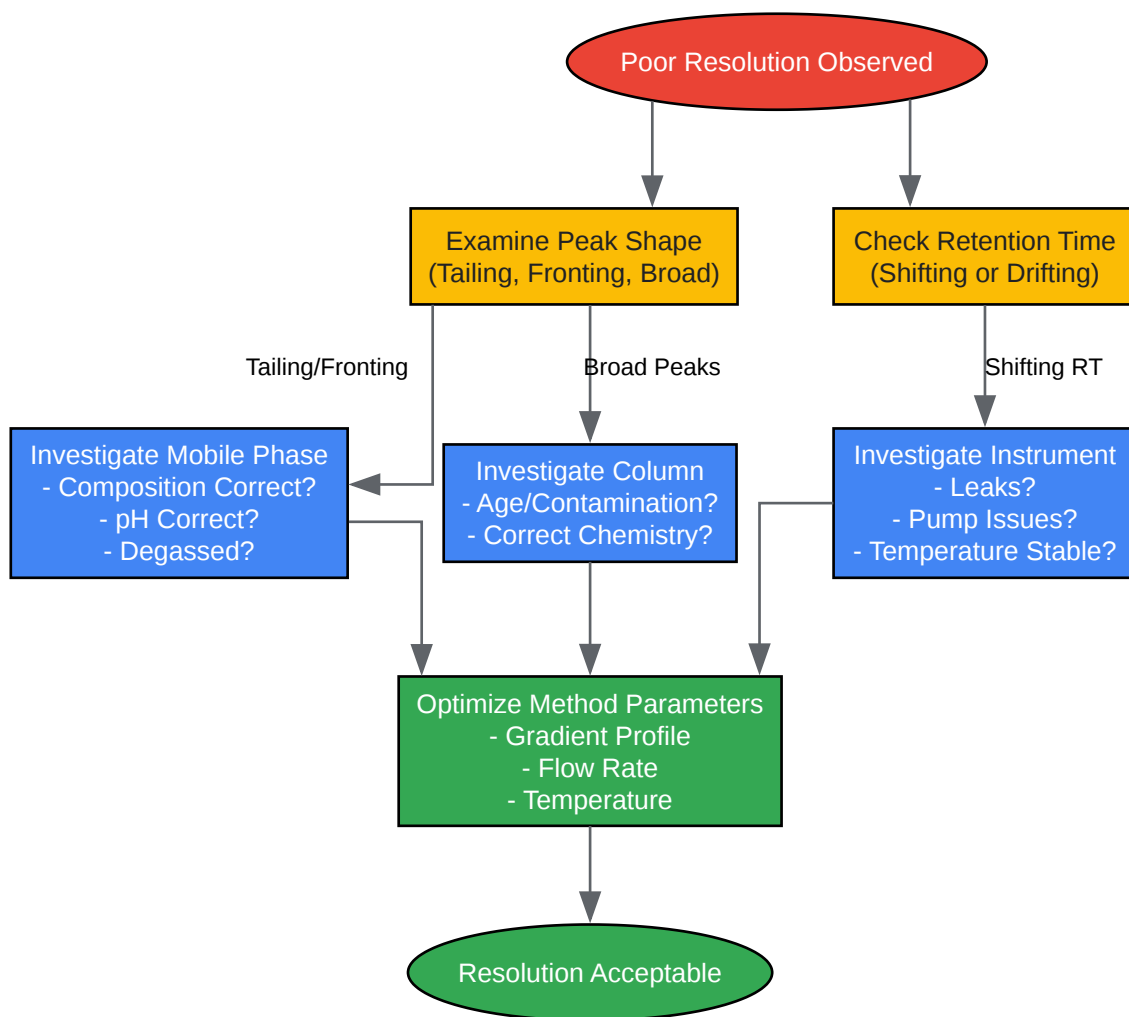 Poor Resolution Observed
Examine Peak Shape
(Tailing, Fronting, Broad)
Check Retention Time
(Shifting or Drifting)
Tailing/Fronting
Broad Peaks
Shifting RT
Investigate Mobile Phase
- Composition Correct?
- pH Correct?
- Degassed?
Investigate Column
- Age/Contamination?
- Correct Chemistry?
Investigate Instrument
- Leaks?
- Pump Issues?
- Temperature Stable?
Optimize Method Parameters
- Gradient Profile
- Flow Rate
- Temperature
Resolution Acceptable